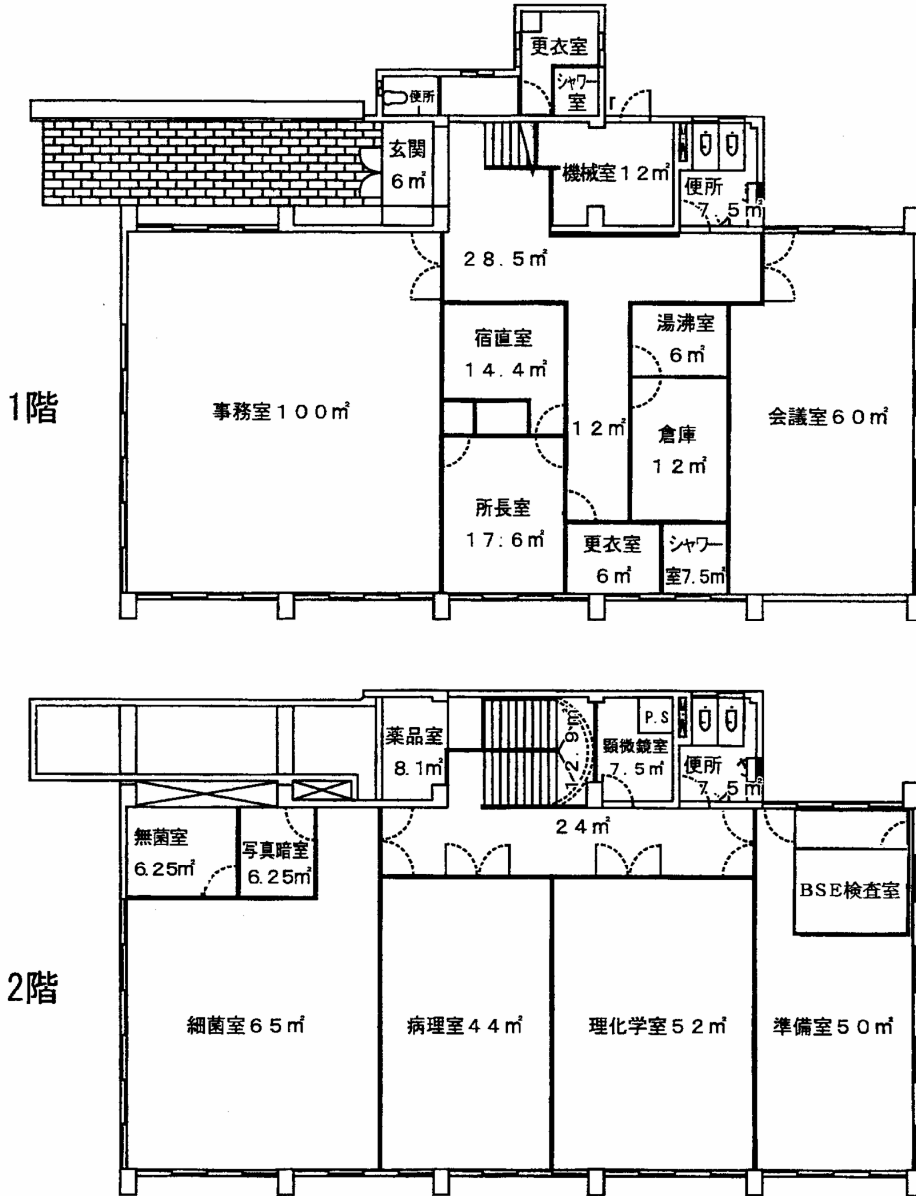 更衣室
シャワー
室
便所
玄関
6㎡
機械室12㎡
便所
7.5㎡
28.5㎡
宿直室
14.4㎡
湯沸室
6㎡
1階
事務室100㎡
12㎡
倉庫
12㎡
会議室60㎡
所長室
17.6㎡
更衣室
6㎡
シャワー
室7.5㎡
薬品室
8.1㎡
12.9㎡
P.S
顕微鏡室
7.5㎡
便所
7.5㎡
24㎡
無菌室
6.25㎡
写真暗室
6.25㎡
BSE検査室
2階
細菌室65㎡
病理室44㎡
理化学室52㎡
準備室50㎡